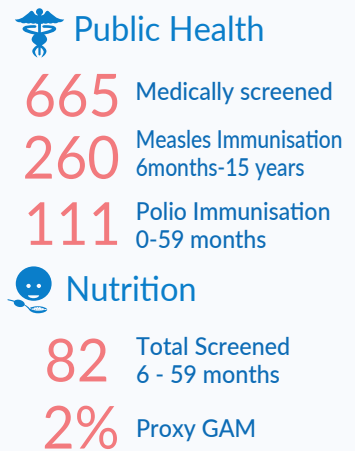 Public Health
665 Medically screened
260 Measles Immunisation
6months-15 years
111 Polio Immunisation
0-59 months
Nutrition
82 Total Screened
6 - 59 months
2% Proxy GAM